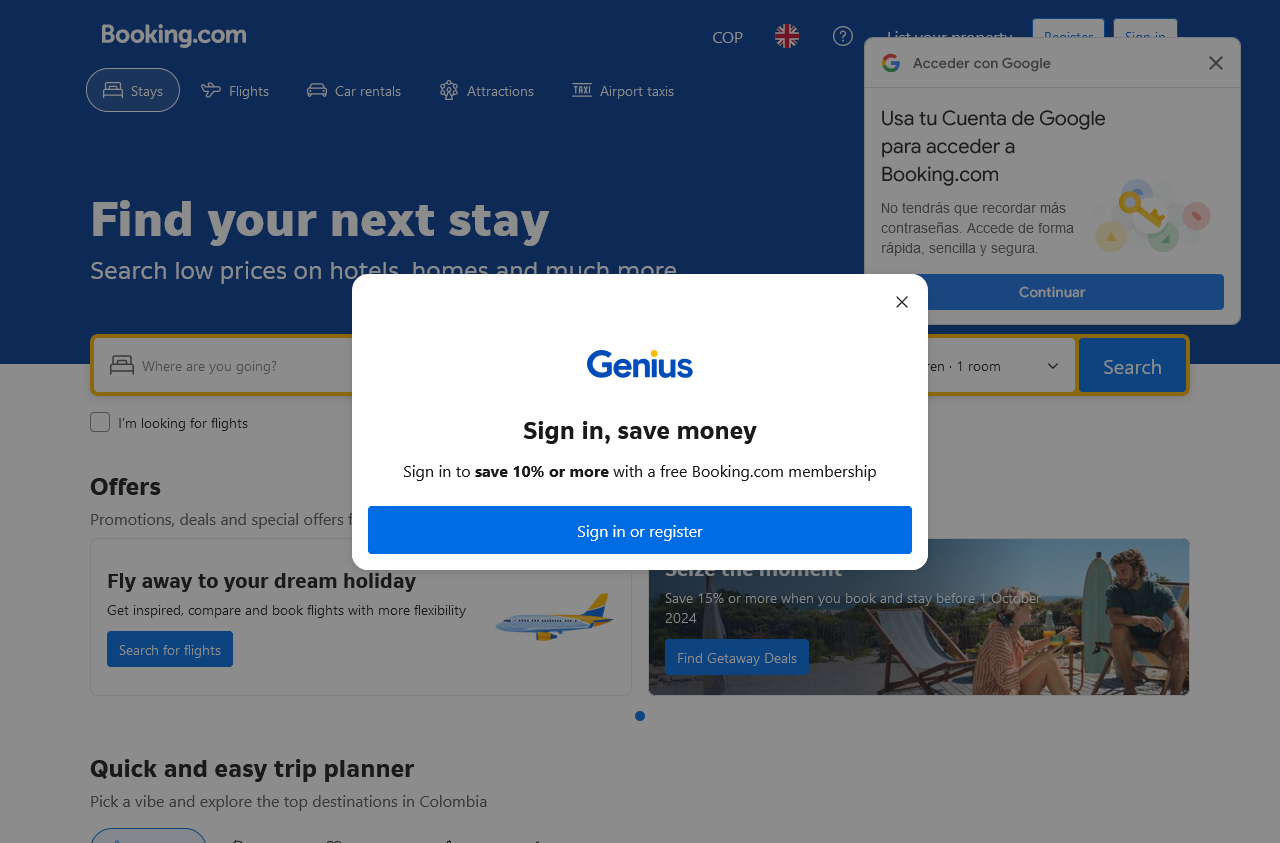 Booking.com
COP
List your property
Register
Sign in
Stays
Flights
Car rentals
Attractions
TAXI
Airport taxis
Acceder con Google
Usa tu Cuenta de Google
para acceder a
Booking.com
No tendrás que recordar más
contraseñas. Accede de forma
rápida, sencilla y segura.
Continuar
Find your next stay
Search low prices on hotels, homes and much more
Where are you going?
ren · 1 room
Search
I'm looking for flights
Genius
Sign in, save money
Sign in to save 10% or more with a free Booking.com membership
Sign in or register
Offers
Promotions, deals and special offers
Fly away to your dream holiday
Get inspired, compare and book flights with more flexibility
Search for flights
Seize the moment
Save 15% or more when you book and stay before 1 October
2024
Find Getaway Deals
Quick and easy trip planner
Pick a vibe and explore the top destinations in Colombia